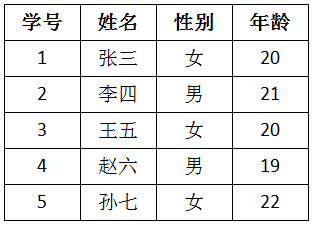 学号 姓名 性别 年龄
1 张三 女 20
2 李四 男 21
3 王五 女 20
4 赵六 男 19
5 孙七 女 22